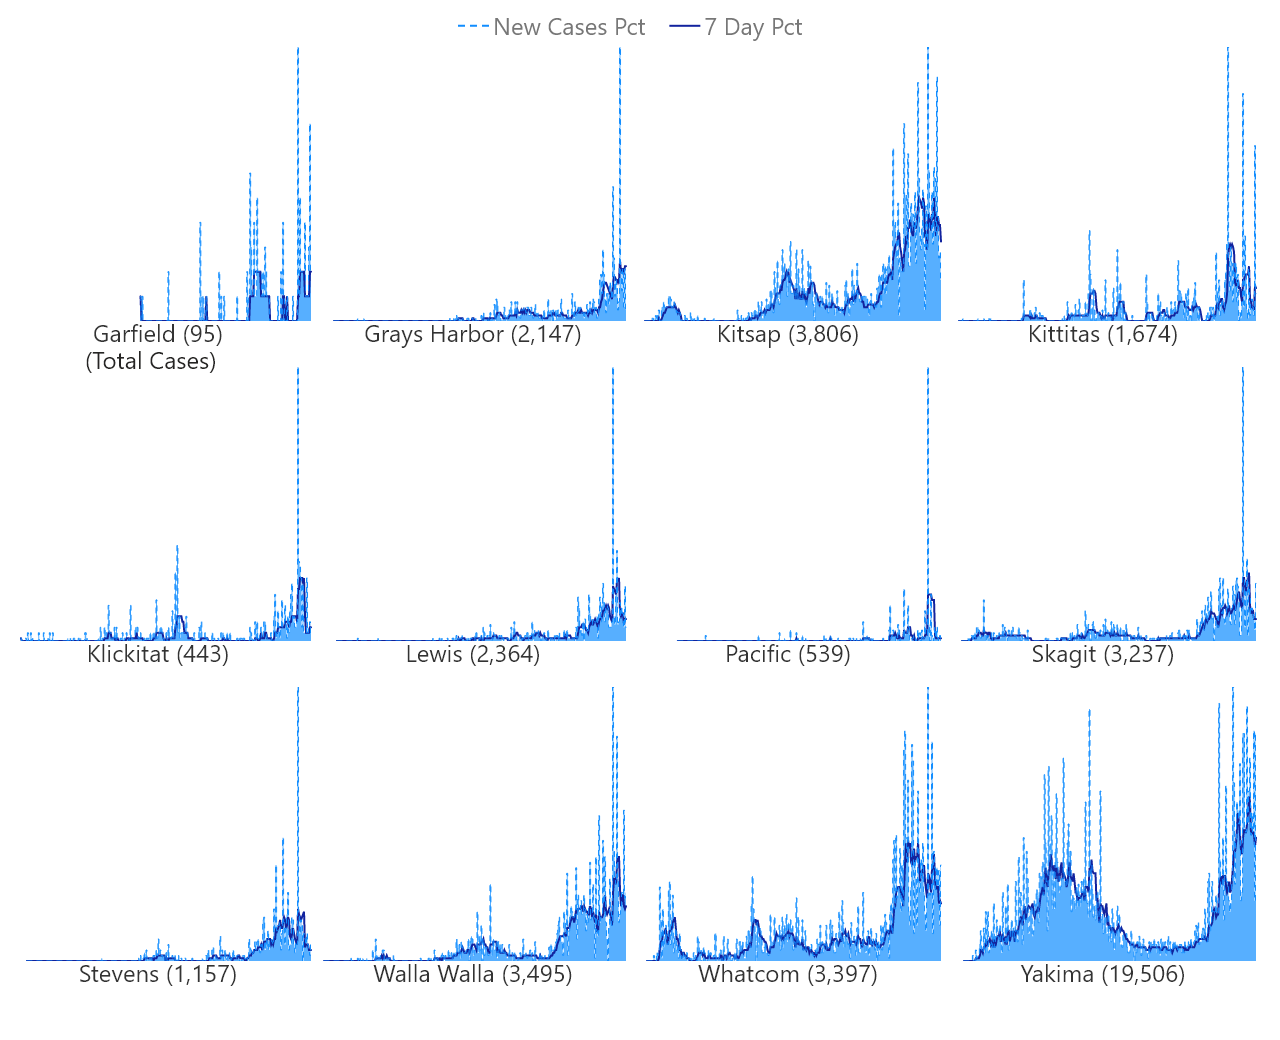 New Cases Pct 7 Day Pct
Garfield (95) Grays Harbor (2,147) Kitsap (3,806) Kittitas (1,674)
(Total Cases)
Klickitat (443) Lewis (2,364) Pacific (539) Skagit (3,237)
Stevens (1,157) Walla Walla (3,495) Whatcom (3,397) Yakima (19,506)